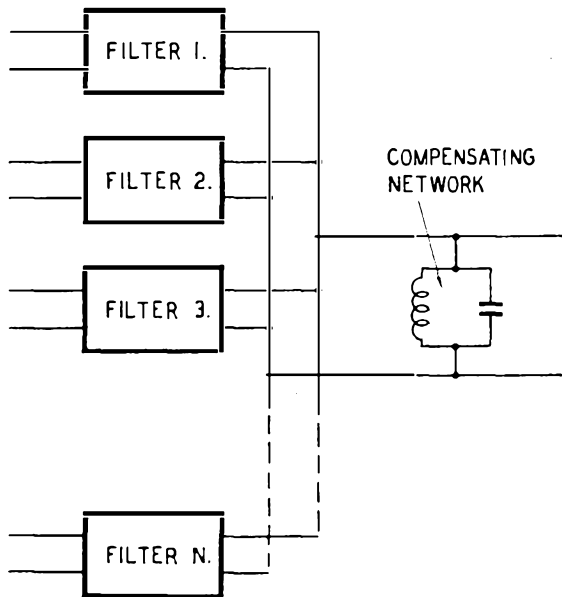 FILTER 1.
FILTER 2.
COMPENSATING
NETWORK
FILTER 3.
FILTER N.